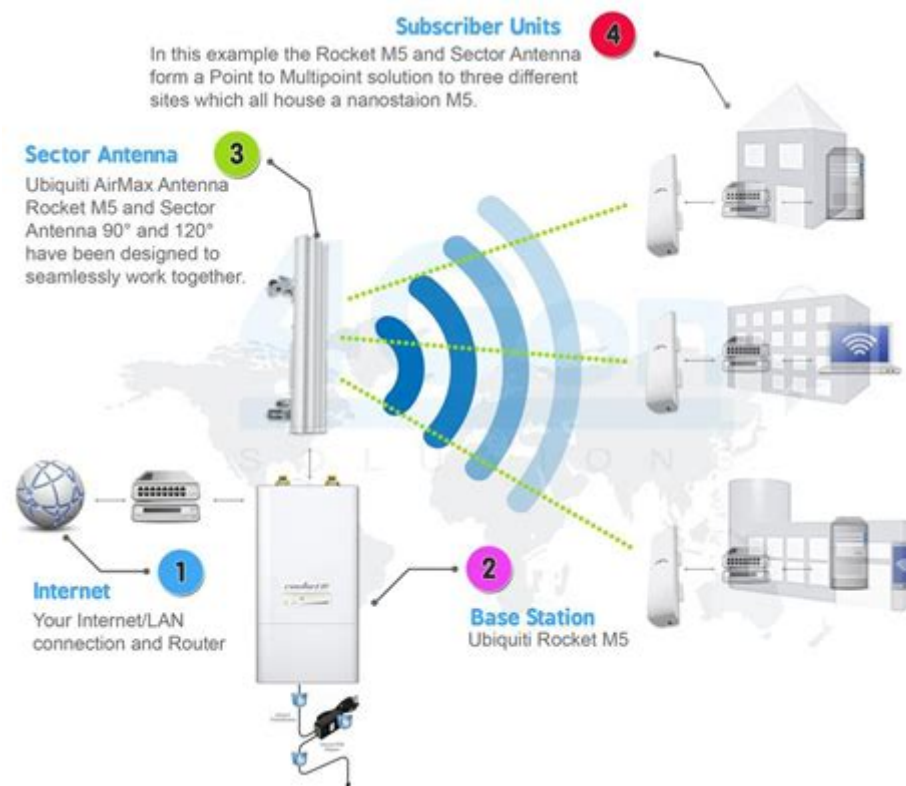 Subscriber Units
4
In this example the Rocket M5 and Sector Antenna
form a Point to Multipoint solution to three different
sites which all house a nanostaion M5.
Sector Antenna
3
Ubiquiti AirMax Antenna
Rocket M5 and Sector
Antenna 90° and 120°
have been designed to
seamlessly work together.
SOLUTION
1
Internet
Your Internet/LAN
connection and Router
2
Base Station
Ubiquiti Rocket M5